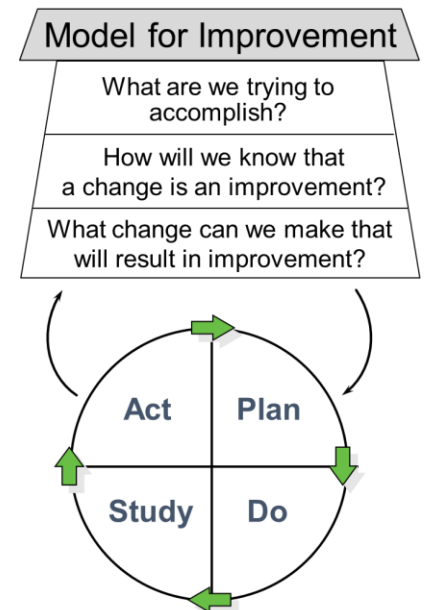 Model for Improvement
What are we trying to
accomplish?
How will we know that
a change is an improvement?
What change can we make that
will result in improvement?
Act
Plan
Study
Do